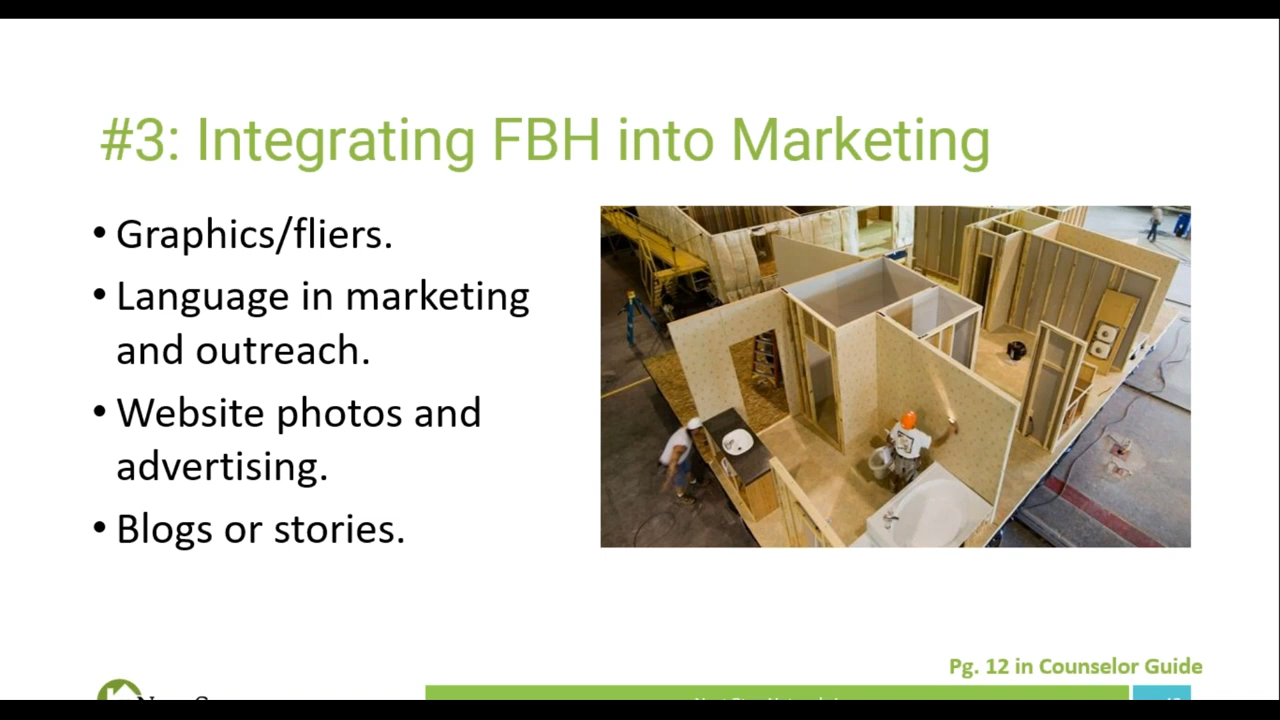 #3: Integrating FBH into Marketing
• Graphics/fliers.
• Language in marketing
and outreach.
• Website photos and
advertising.
• Blogs or stories.
Pg. 12 in Counselor Guide